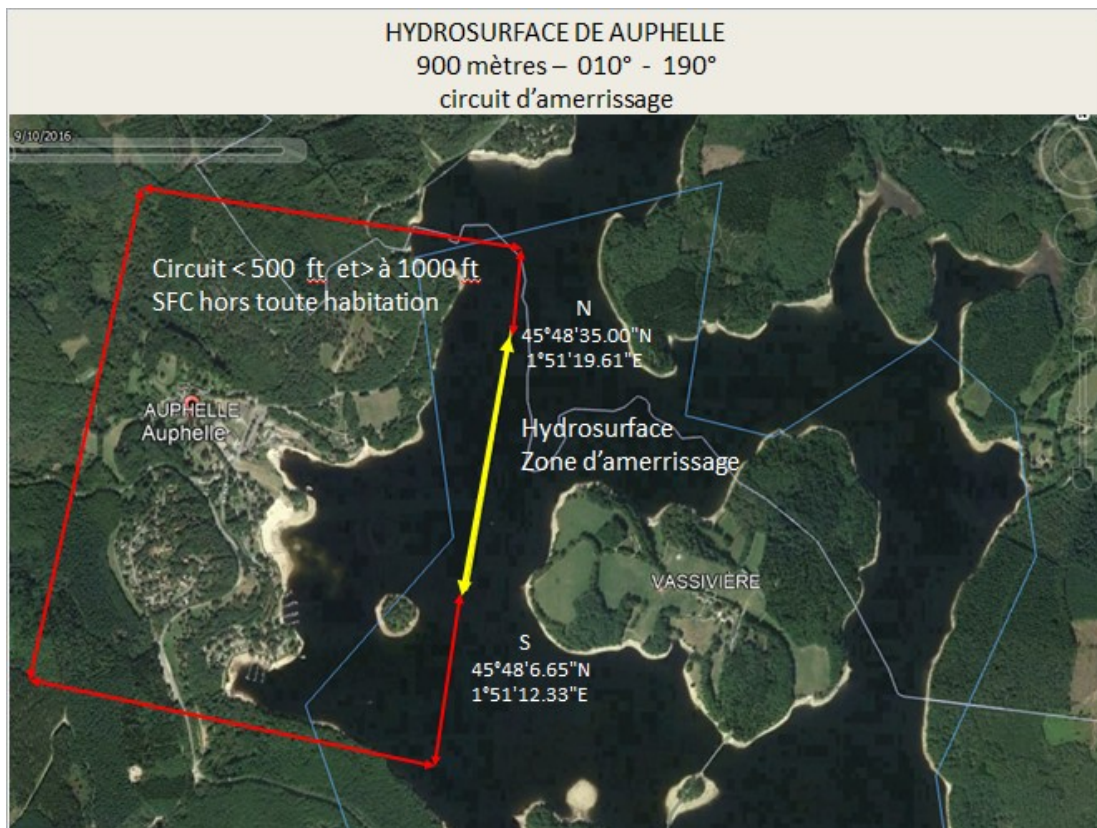 HYDROSURFACE DE AUPHELLE
900 mètres – 010° - 190°
circuit d'amerrissage
9/10/2016
Circuit < 500 ft et> à 1000 ft
SFC hors toute habitation
N
45°48'35.00"N
1°51'19.61"E
AUPHELLE
Auphelle
Hydrosurface
Zone d'amerrissage
VASSIVIÈRE
S
45°48'6.65"N
1°51'12.33"E